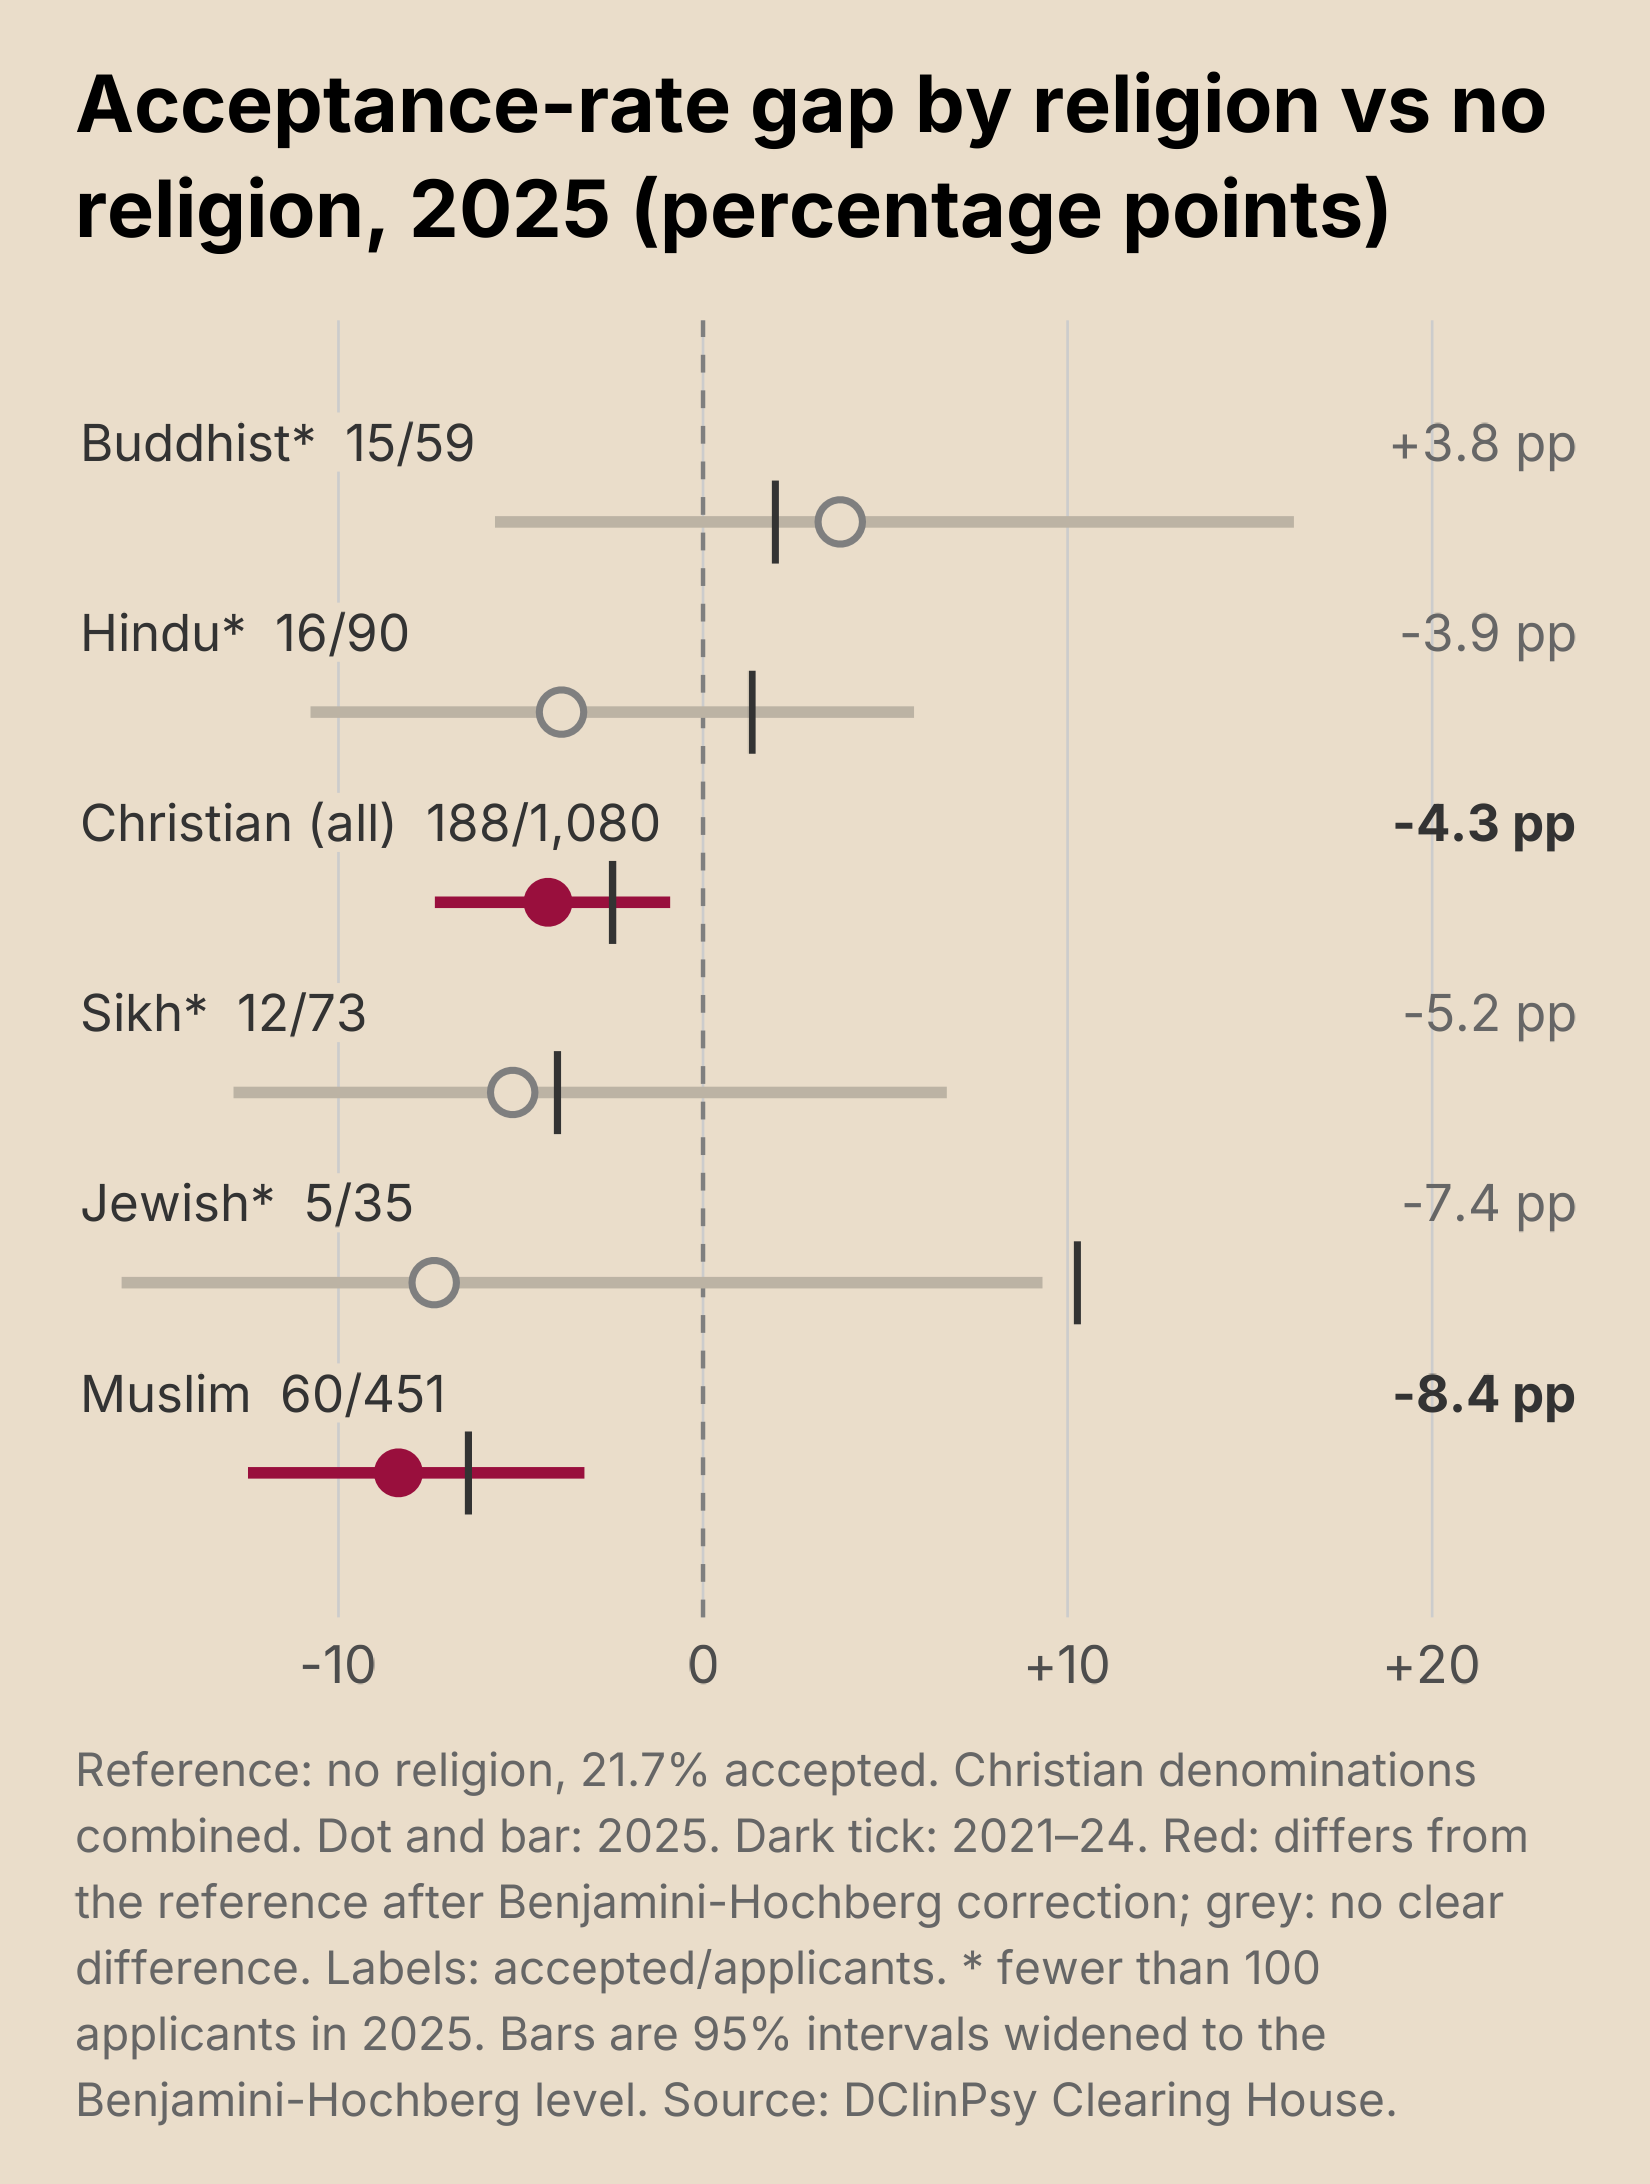 Acceptance-rate gap by religion vs no
religion, 2025 (percentage points)
Buddhist* 15/59 +3.8 pp
Hindu* 16/90 -3.9 pp
Christian (all) 188/1,080 -4.3 pp
Sikh* 12/73 -5.2 pp
Jewish* 5/35 -7.4 pp
Muslim 60/451 -8.4 pp
-10 0 +10 +20
Reference: no religion, 21.7% accepted. Christian denominations
combined. Dot and bar: 2025. Dark tick: 2021–24. Red: differs from
the reference after Benjamini-Hochberg correction; grey: no clear
difference. Labels: accepted/applicants. * fewer than 100
applicants in 2025. Bars are 95% intervals widened to the
Benjamini-Hochberg level. Source: DClinPsy Clearing House.